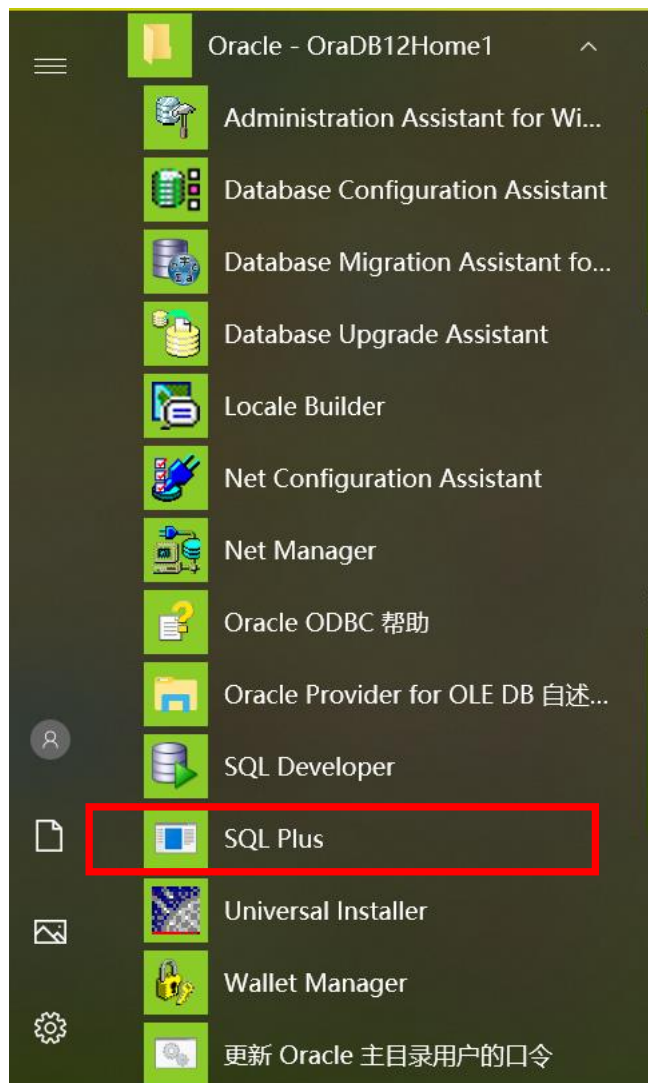 Oracle - OraDB12Home1
Administration Assistant for Wi...
Database Configuration Assistant
Database Migration Assistant fo...
Database Upgrade Assistant
Locale Builder
Net Configuration Assistant
Net Manager
Oracle ODBC 帮助
Oracle Provider for OLE DB 自述...
SQL Developer
SQL Plus
Universal Installer
Wallet Manager
更新 Oracle 主目录用户的口令